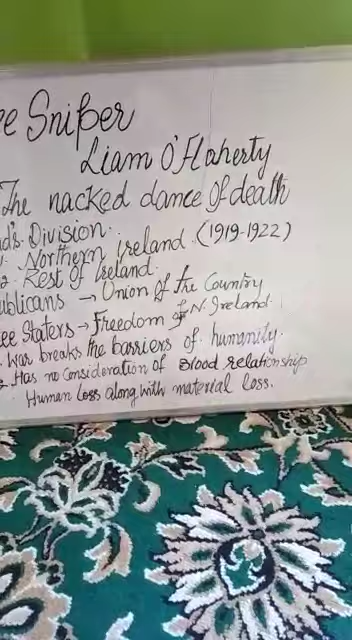 e Sniper
Liam O'Flaherty
The nacked dance of death
d's Division.
1. Northern Ireland (1919-1922)
2. Rest of Ireland.
ublicans → Union of the Country
ee Staters → Freedom of N. Ireland.
War breaks the barriers of humanity.
Has no consideration of Blood relationship
Human Loss along with material loss.